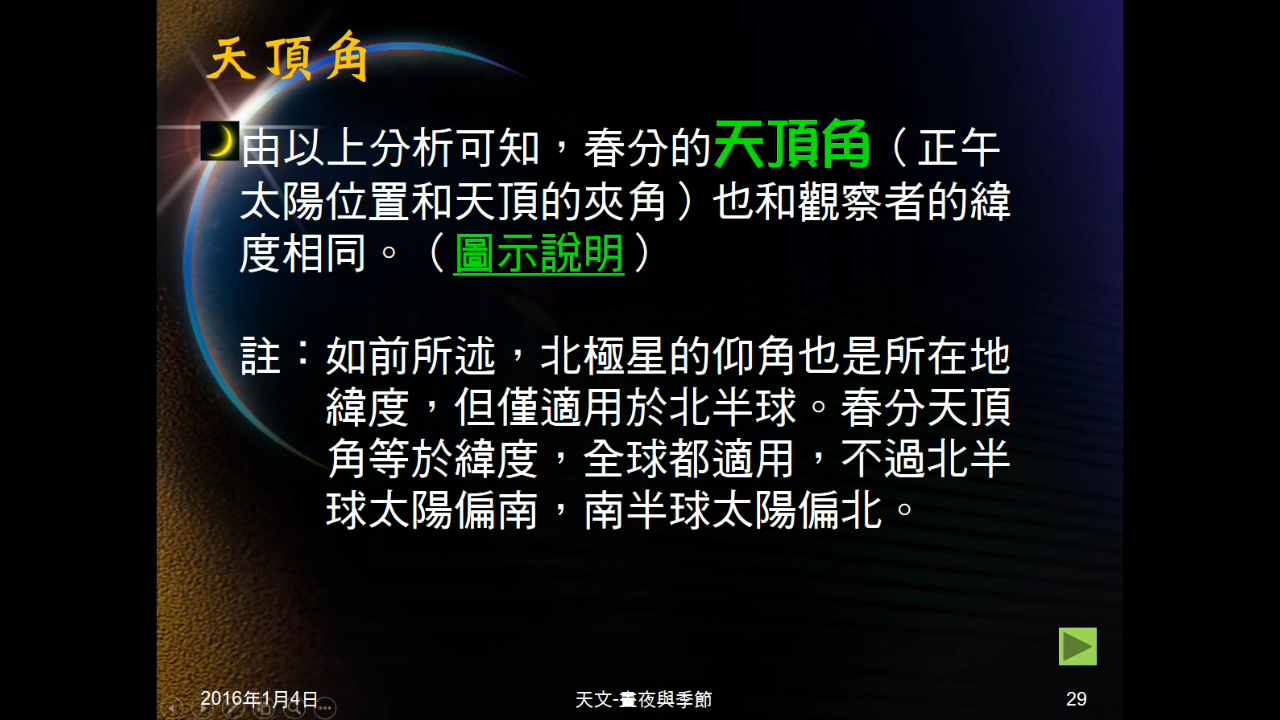 天頂角
由以上分析可知，春分的天頂角（正午
太陽位置和天頂的夾角）也和觀察者的緯
度相同。（圖示說明）
註：如前所述，北極星的仰角也是所在地
緯度，但僅適用於北半球。春分天頂
角等於緯度，全球都適用，不過北半
球太陽偏南，南半球太陽偏北。
2016年1月4日
天文-晝夜與季節
29